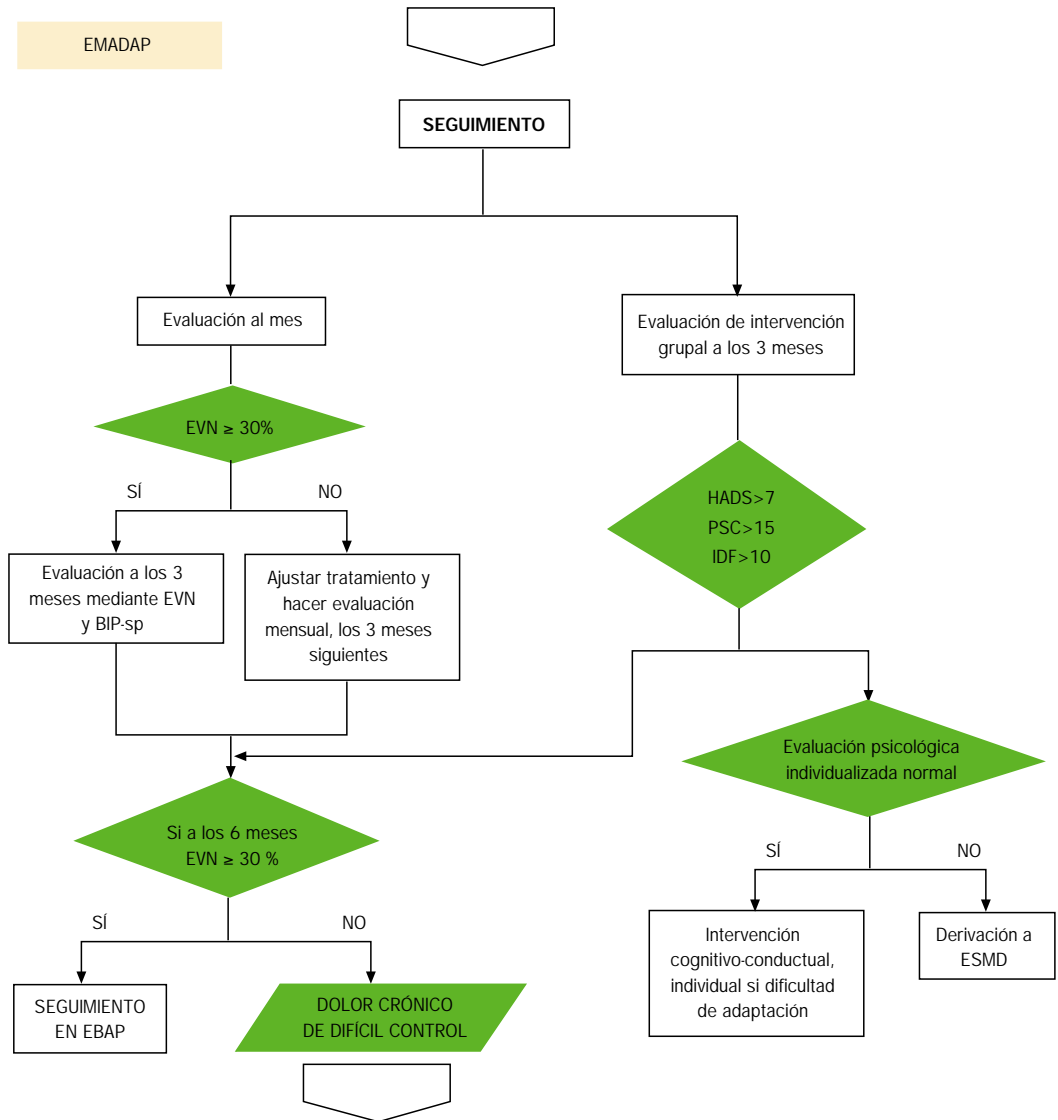 EMADAP
SEGUIMIENTO
Evaluación al mes
Evaluación de intervención
grupal a los 3 meses
EVN ≥ 30%
SÍ
NO
HADS>7
PSC>15
IDF>10
Evaluación a los 3
meses mediante EVN
y BIP-sp
Ajustar tratamiento y
hacer evaluación
mensual, los 3 meses
siguientes
Evaluación psicológica
individualizada normal
Si a los 6 meses
EVN ≥ 30 %
SÍ
NO
SÍ
NO
Intervención
cognitivo-conductual,
individual si dificultad
de adaptación
Derivación a
ESMD
SEGUIMIENTO
EN EBAP
DOLOR CRÓNICO
DE DIFÍCIL CONTROL